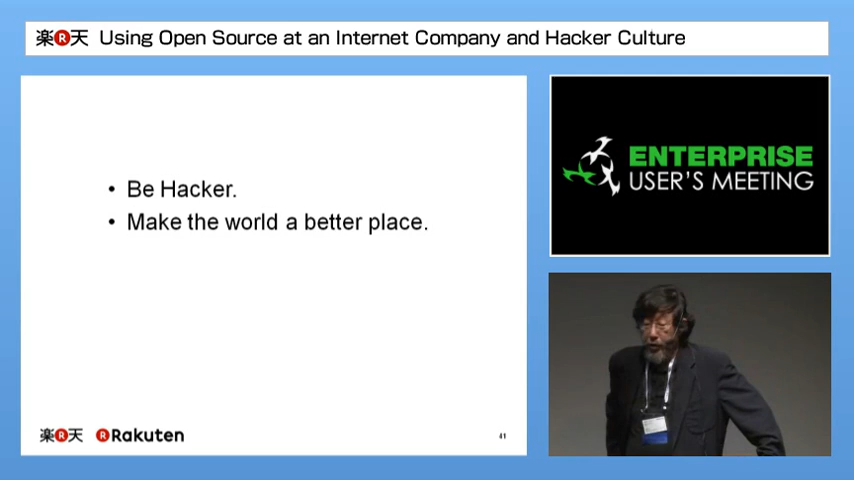 楽R天 Using Open Source at an Internet Company and Hacker Culture
• Be Hacker.
• Make the world a better place.
楽R天 R Rakuten
41
ENTERPRISE
USER'S MEETING